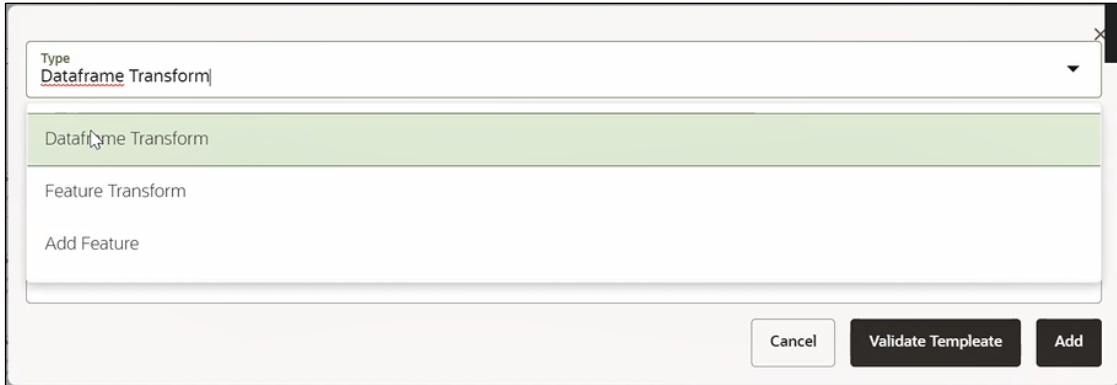 Type
Dataframe Transform
Dataframe Transform
Feature Transform
Add Feature
Cancel Validate Templeate Add